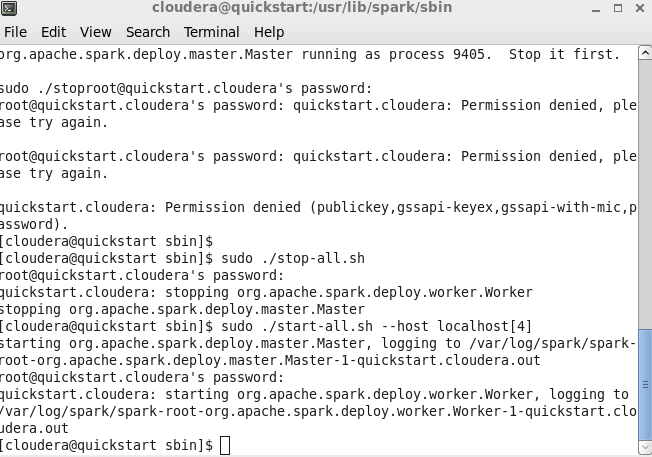 cloudera@quickstart:/usr/lib/spark/sbin
File Edit View Search Terminal Help
org.apache.spark.deploy.master.Master running as process 9405.  Stop it first.
sudo ./stoproot@quickstart.cloudera's password:
root@quickstart.cloudera's password: quickstart.cloudera: Permission denied, ple
ase try again.
root@quickstart.cloudera's password: quickstart.cloudera: Permission denied, ple
ase try again.
quickstart.cloudera: Permission denied (publickey,gssapi-keyex,gssapi-with-mic,p
assword).
[cloudera@quickstart sbin]$
[cloudera@quickstart sbin]$ sudo ./stop-all.sh
root@quickstart.cloudera's password:
quickstart.cloudera: stopping org.apache.spark.deploy.worker.Worker
stopping org.apache.spark.deploy.master.Master
[cloudera@quickstart sbin]$ sudo ./start-all.sh --host localhost[4]
starting org.apache.spark.deploy.master.Master, logging to /var/log/spark/spark-
root-org.apache.spark.deploy.master.Master-1-quickstart.cloudera.out
root@quickstart.cloudera's password:
quickstart.cloudera: starting org.apache.spark.deploy.worker.Worker, logging to
/var/log/spark/spark-root-org.apache.spark.deploy.worker.Worker-1-quickstart.clo
udera.out
[cloudera@quickstart sbin]$